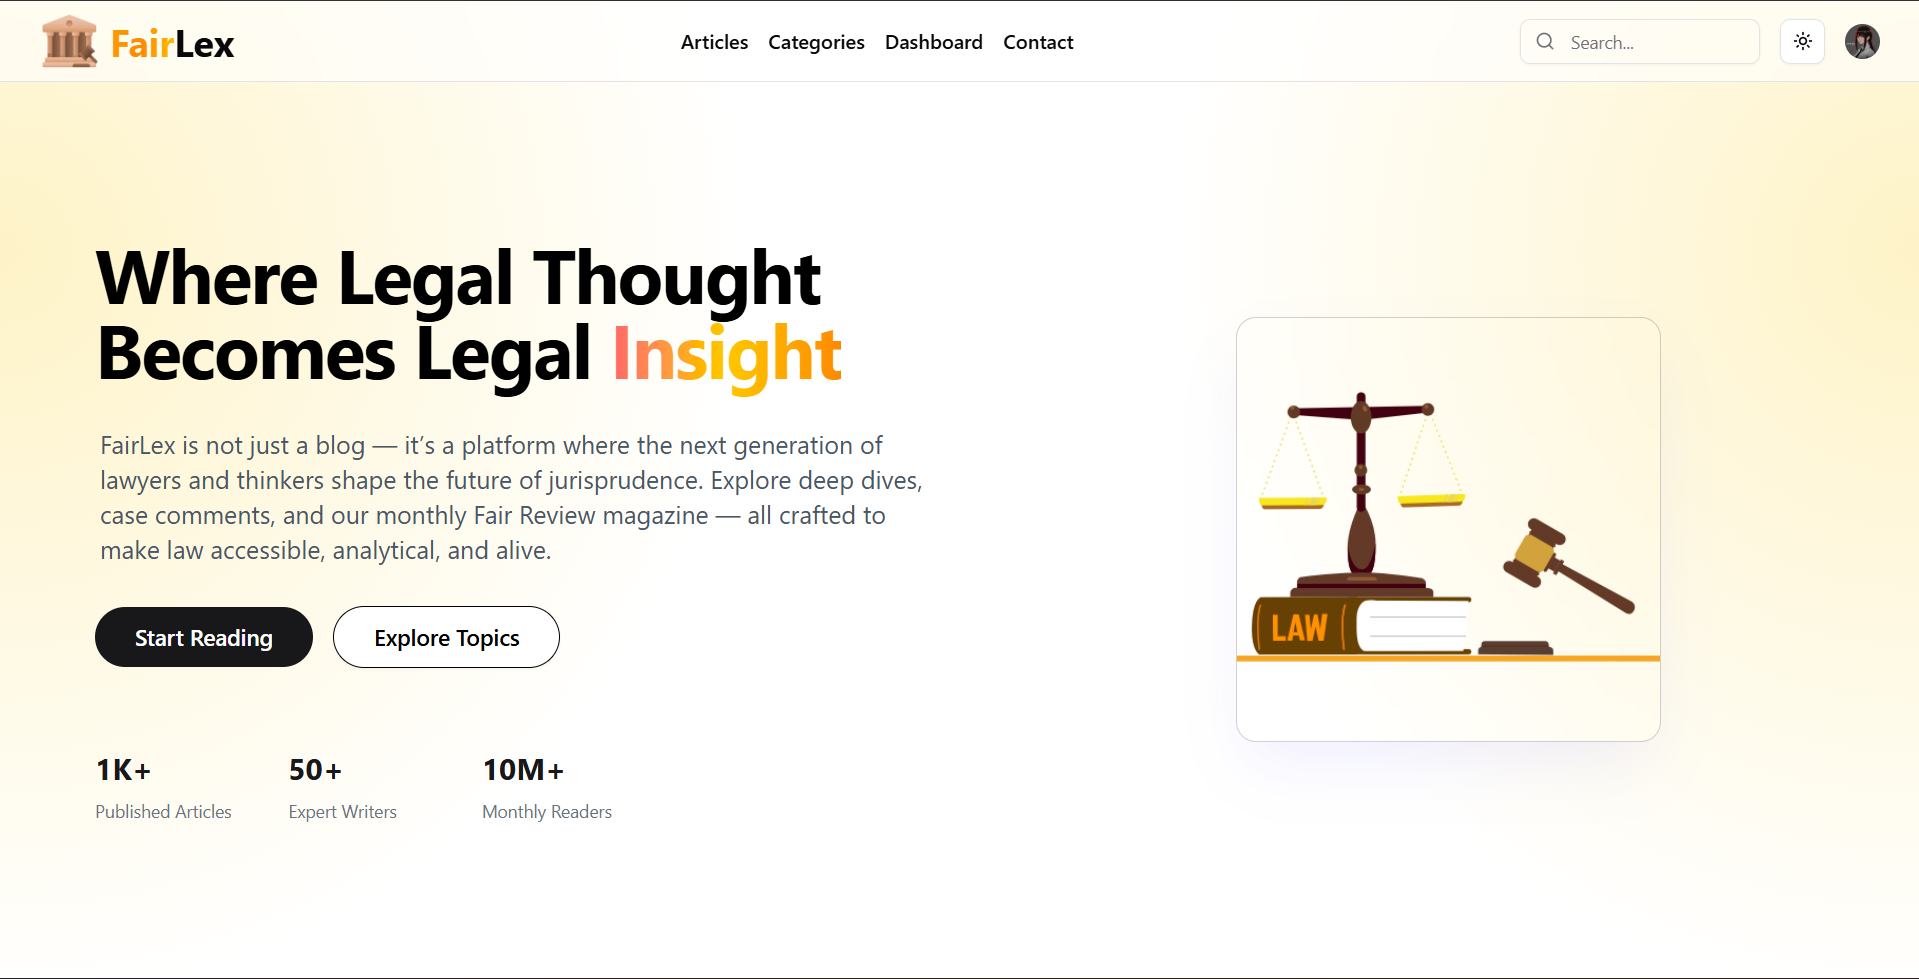 FairLex
Articles Categories Dashboard Contact
Search...
Where Legal Thought
Becomes Legal Insight
FairLex is not just a blog — it’s a platform where the next generation of
lawyers and thinkers shape the future of jurisprudence. Explore deep dives,
case comments, and our monthly Fair Review magazine — all crafted to
make law accessible, analytical, and alive.
Start Reading
Explore Topics
1K+
Published Articles
50+
Expert Writers
10M+
Monthly Readers
LAW